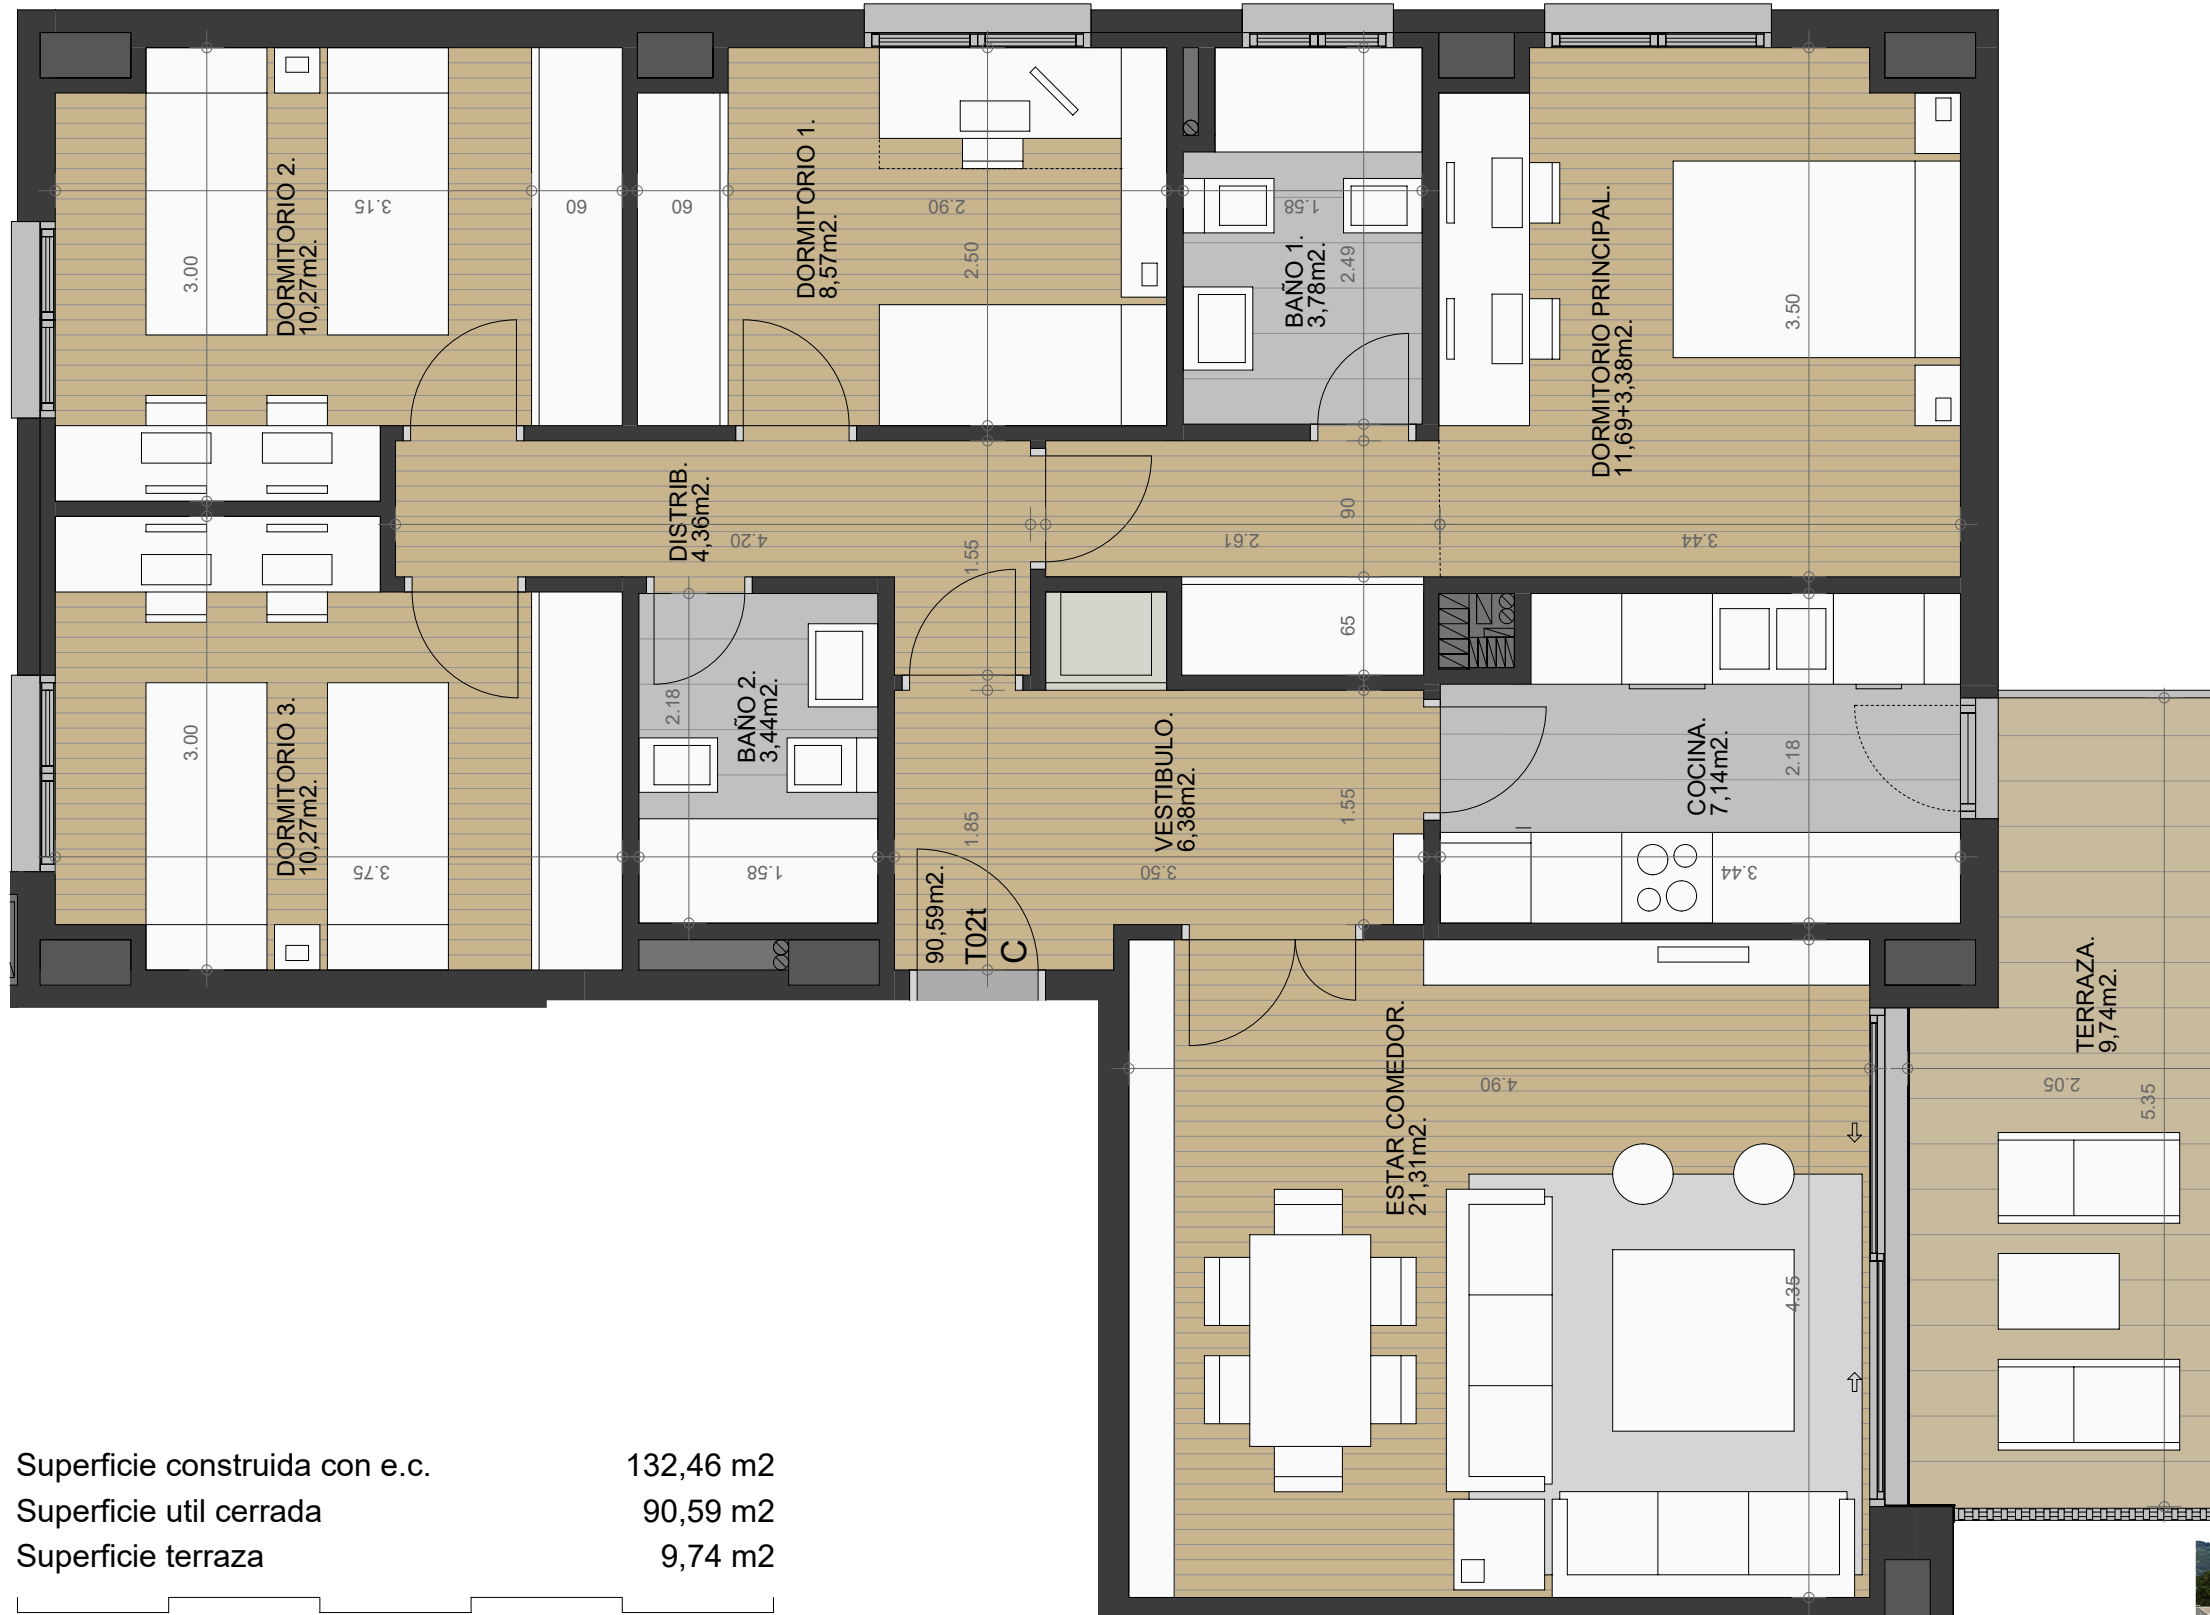 DORMITORIO 2.
10,27m2.
3.15
60
3.00
60
DORMITORIO 1.
8,57m2.
2.90
2.50
BAÑO 1.
3,78m2.
1.58
2.49
DORMITORIO PRINCIPAL.
11,69+3,38m2.
3.50
DISTRIB.
4,36m2.
4.20
1.55
2.61
90
3.44
65
DORMITORIO 3.
10,27m2.
3.00
3.75
BAÑO 2.
3,44m2.
2.18
1.58
VESTIBULO.
6,38m2.
1.85
3.50
1.55
COCINA.
7,14m2.
2.18
3.44
90,59m2.
T02t
C
ESTAR COMEDOR.
21,31m2.
4.90
4.35
TERRAZA.
9,74m2.
2.05
5.35
Superficie construida con e.c. 132,46 m2
Superficie util cerrada 90,59 m2
Superficie terraza 9,74 m2